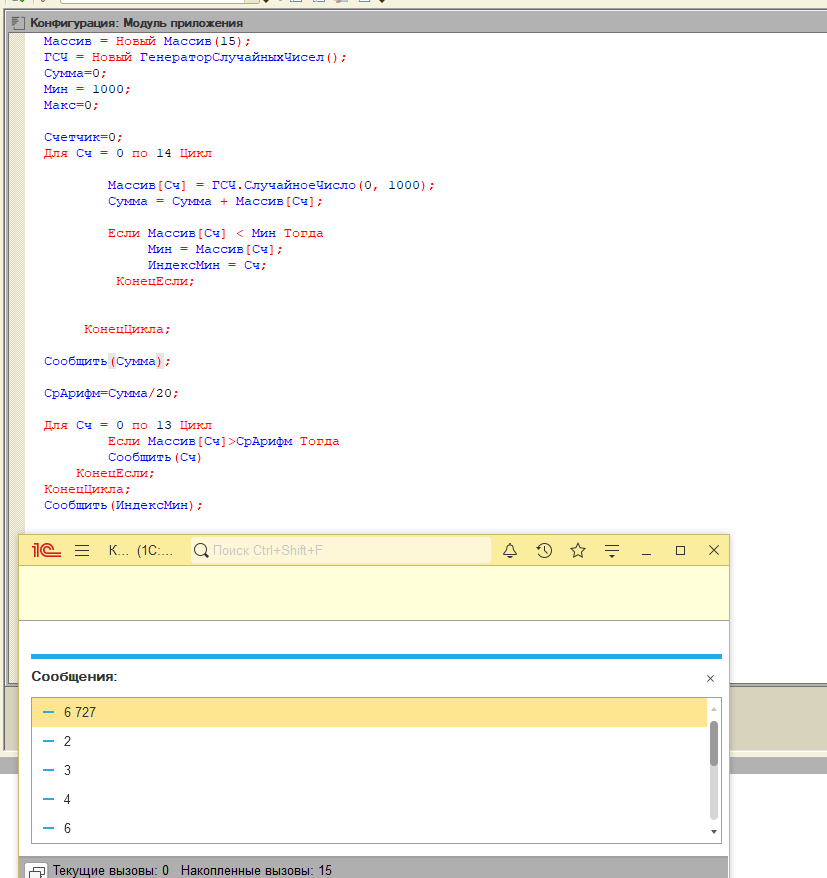 Конфигурация: Модуль приложения
Массив = Новый Массив(15);
ГСЧ = Новый ГенераторСлучайныхЧисел();
Сумма=0;
Мин = 1000;
Макс=0;
Счетчик=0;
Для Сч = 0 по 14 Цикл
Массив[Сч] = ГСЧ.СлучайноеЧисло(0, 1000);
Сумма = Сумма + Массив[Сч];
Если Массив[Сч] < Мин Тогда
Мин = Массив[Сч];
ИндексМин = Сч;
КонецЕсли;
КонецЦикла;
Сообщить(Сумма);
СрАрифм=Сумма/20;
Для Сч = 0 по 13 Цикл
Если Массив[Сч]>СрАрифм Тогда
Сообщить(Сч)
КонецЕсли;
КонецЦикла;
Сообщить(ИндексМин);
1С К... (1С:... Поиск Ctrl+Shift+F
Сообщения:
6 727
2
3
4
6
Текущие вызовы: 0 Накопленные вызовы: 15